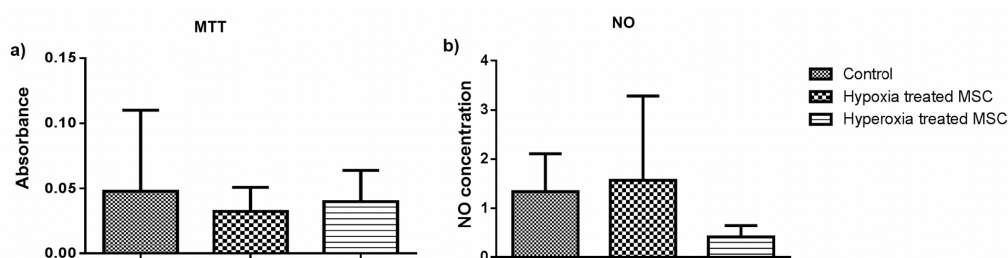 MTT
a)
0.15
0.10
0.05
0.00
Absorbance
NO
b)
4
3
2
1
0
NO concentration
Control
Hypoxia treated MSC
Hyperoxia treated MSC